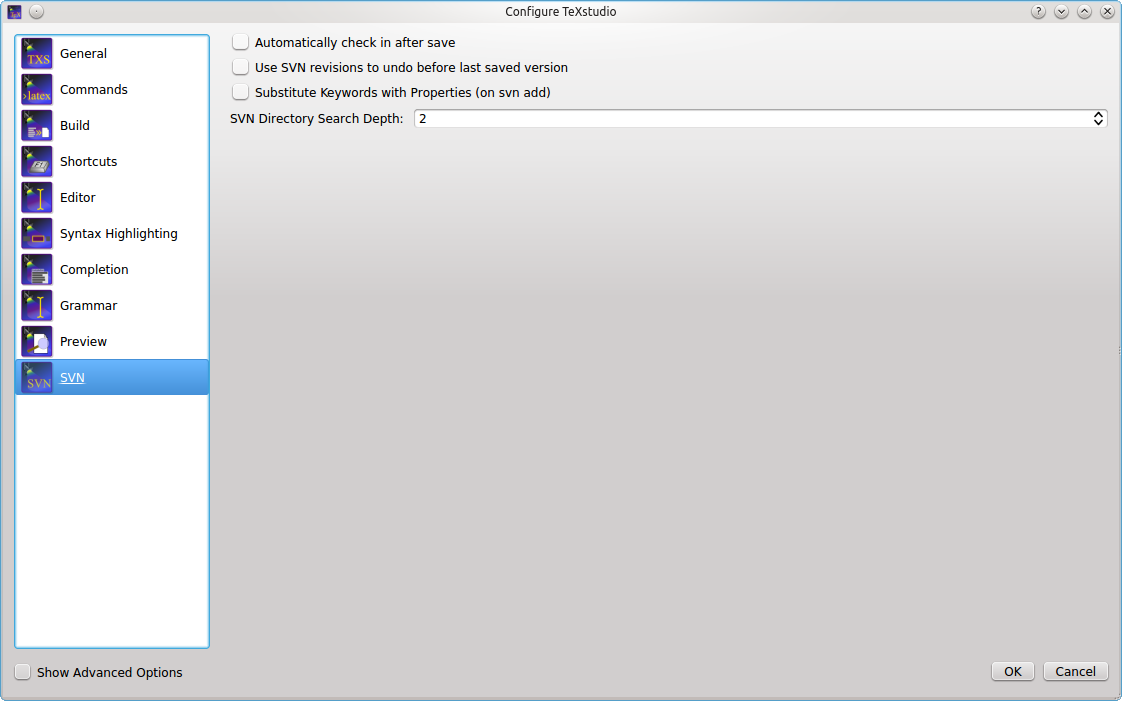 Configure TeXstudio
General
Commands
Build
Shortcuts
Editor
Syntax Highlighting
Completion
Grammar
Preview
SVN
Automatically check in after save
Use SVN revisions to undo before last saved version
Substitute Keywords with Properties (on svn add)
SVN Directory Search Depth: 2
Show Advanced Options
OK Cancel
TXS
›latex
SVN